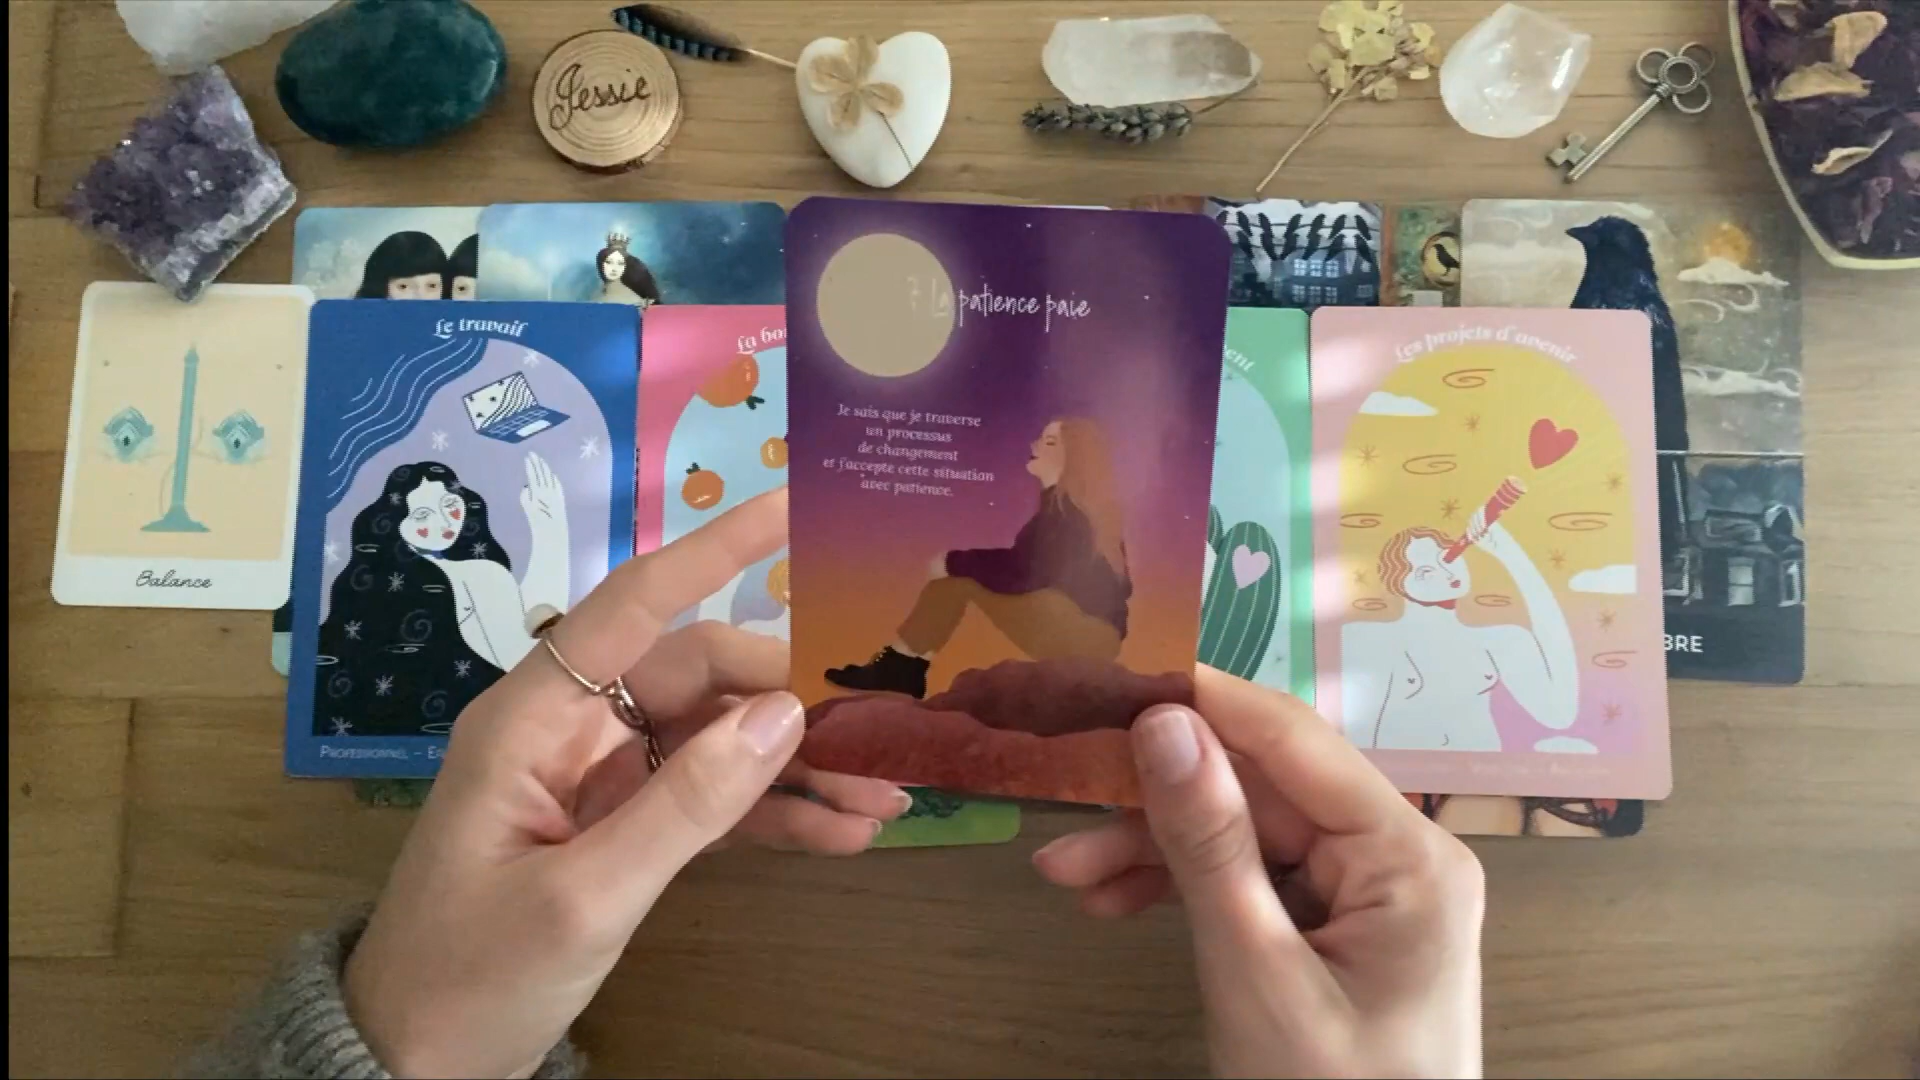 Jessie
7 La patience paie
Je sais que je traverse
un processus
de changement
et j'accepte cette situation
avec patience.
Balance
Le travail
PROFESSIONNEL –
La
Les projets d'avenir